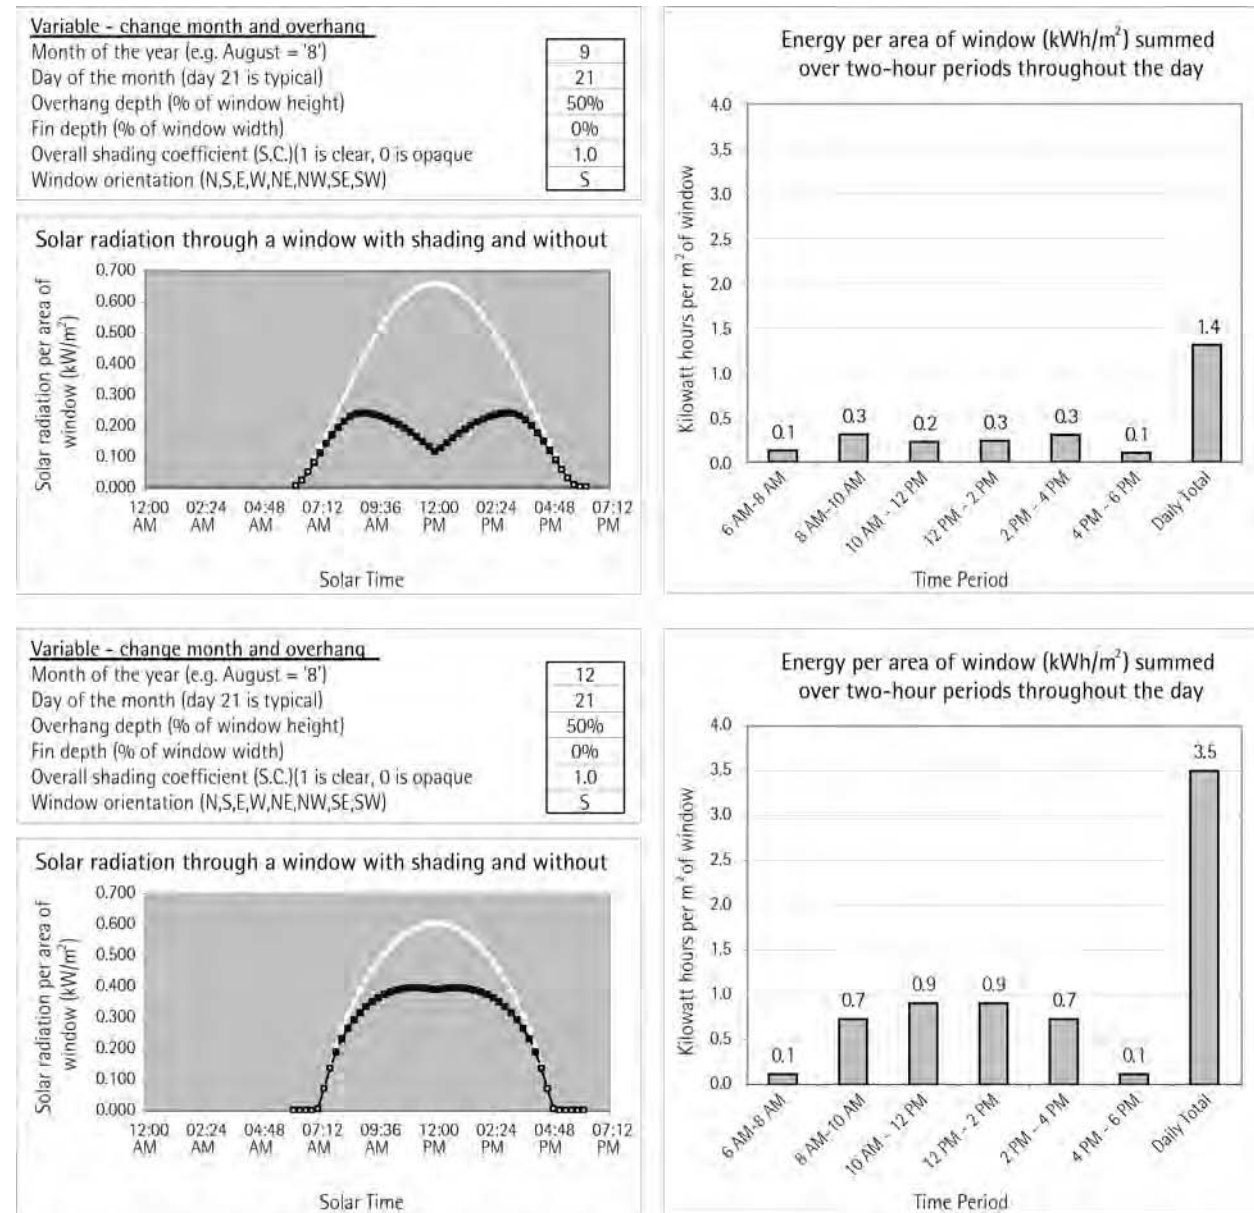 Variable - change month and overhang
Month of the year (e.g. August = '8') 9
Day of the month (day 21 is typical) 21
Overhang depth (% of window height) 50%
Fin depth (% of window width) 0%
Overall shading coefficient (S.C.)(1 is clear, 0 is opaque 1.0
Window orientation (N,S,E,W,NE,NW,SE,SW) S
Solar radiation through a window with shading and without
Solar radiation per area of
window (kW/m²)
0.700
0.600
0.500
0.400
0.300
0.200
0.100
0.000
12:00 02:24 04:48 07:12 09:36 12:00 02:24 04:48 07:12
AM AM AM AM AM PM PM PM PM
Solar Time
Energy per area of window (kWh/m²) summed
over two-hour periods throughout the day
Kilowatt hours per m² of window
4.0
3.5
3.0
2.5
2.0
1.5
1.0
0.5
0.0
0.1 0.3 0.2 0.3 0.3 0.1 1.4
6 AM-8 AM
8 AM-10 AM
10 AM - 12 PM
12 PM - 2 PM
2 PM - 4 PM
4 PM - 6 PM
Daily Total
Time Period
Variable - change month and overhang
Month of the year (e.g. August = '8') 12
Day of the month (day 21 is typical) 21
Overhang depth (% of window height) 50%
Fin depth (% of window width) 0%
Overall shading coefficient (S.C.)(1 is clear, 0 is opaque 1.0
Window orientation (N,S,E,W,NE,NW,SE,SW) S
Solar radiation through a window with shading and without
Solar radiation per area of
window (kW/m²)
0.700
0.600
0.500
0.400
0.300
0.200
0.100
0.000
12:00 02:24 04:48 07:12 09:36 12:00 02:24 04:48 07:12
AM AM AM AM AM PM PM PM PM
Solar Time
Energy per area of window (kWh/m²) summed
over two-hour periods throughout the day
Kilowatt hours per m² of window
4.0
3.5
3.0
2.5
2.0
1.5
1.0
0.5
0.0
0.1 0.7 0.9 0.9 0.7 0.1 3.5
6 AM-8 AM
8 AM-10 AM
10 AM - 12 PM
12 PM - 2 PM
2 PM - 4 PM
4 PM - 6 PM
Daily Total
Time Period